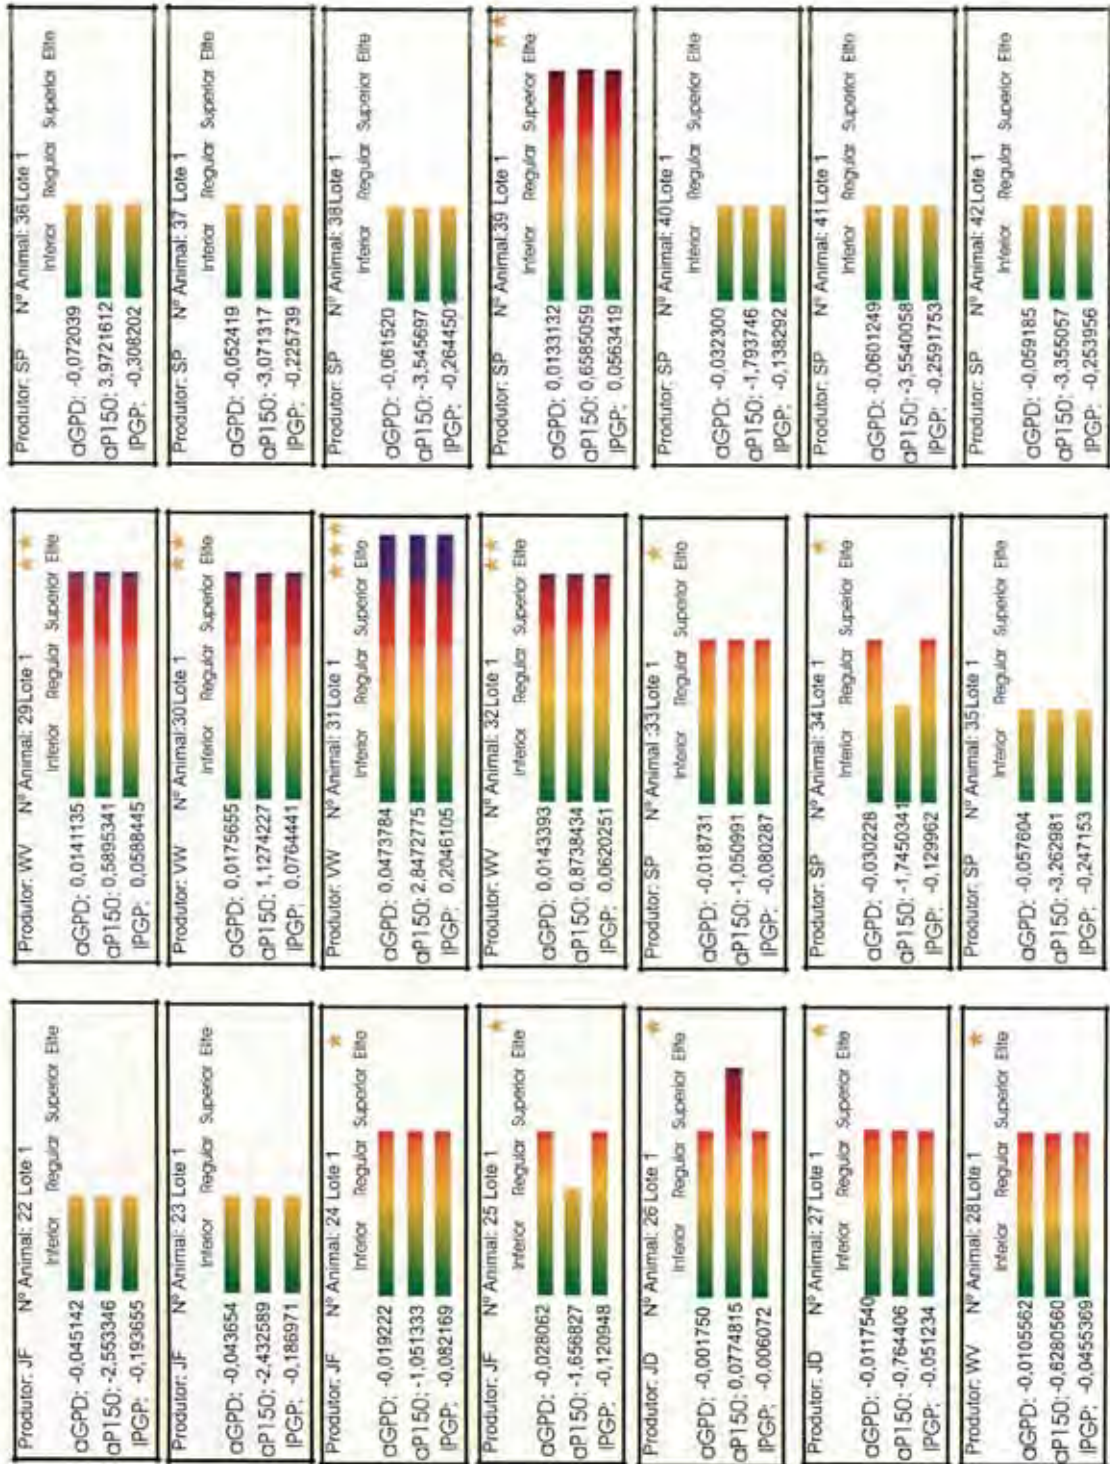 Produtor: JF Nº Animal: 22 Lote 1
Inferior Regular Superior Elite
αGPD: -0,045142
αP150: -2,553346
IPGP: -0,193655
Produtor: JF Nº Animal: 23 Lote 1
Inferior Regular Superior Elite
αGPD: -0,043654
αP150: -2,432589
IPGP: -0,186971
Produtor: JF Nº Animal: 24 Lote 1
Inferior Regular Superior Elite
αGPD: -0,019222
αP150: -1,051333
IPGP: -0,082169
Produtor: JF Nº Animal: 25 Lote 1
Inferior Regular Superior Elite
αGPD: -0,028062
αP150: -1,656827
IPGP: -0,120948
Produtor: JD Nº Animal: 26 Lote 1
Inferior Regular Superior Elite
αGPD: -0,001750
αP150: 0,0774815
IPGP: -0,006072
Produtor: JD Nº Animal: 27 Lote 1
Inferior Regular Superior Elite
αGPD: -0,0117540
αP150: -0,764406
IPGP: -0,051234
Produtor: WV Nº Animal: 28 Lote 1
Inferior Regular Superior Elite
αGPD: -0,0105562
αP150: -0,6280560
IPGP: -0,0455369
Produtor: WV Nº Animal: 29 Lote 1
Inferior Regular Superior Elite
αGPD: 0,0141135
αP150: 0,5895341
IPGP: 0,0588445
Produtor: VW Nº Animal: 30 Lote 1
Inferior Regular Superior Elite
αGPD: 0,0175655
αP150: 1,1274227
IPGP: 0,0764441
Produtor: VW Nº Animal: 31 Lote 1
Inferior Regular Superior Elite
αGPD: 0,0473784
αP150: 2,8472775
IPGP: 0,2046105
Produtor: WV Nº Animal: 32 Lote 1
Inferior Regular Superior Elite
αGPD: 0,0143393
αP150: 0,8738434
IPGP: 0,0620251
Produtor: SP Nº Animal :33 Lote 1
Inferior Regular Superior Elite
αGPD: -0,018731
αP150: -1,050991
IPGP: -0,080287
Produtor: SP Nº Animal: 34 Lote 1
Inferior Regular Superior Elite
αGPD: -0,030228
αP150: -1,7450341
IPGP: -0,129962
Produtor: SP Nº Animal: 35 Lote 1
Inferior Regular Superior Elite
αGPD: -0,057604
αP150: -3,262981
IPGP: -0,247153
Produtor: SP Nº Animal: 36 Lote 1
Inferior Regular Superior Elite
αGPD: -0,072039
αP150: 3,9721612
IPGP: -0,308202
Produtor: SP Nº Animal: 37 Lote 1
Inferior Regular Superior Elite
αGPD: -0,052419
αP150: -3,071317
IPGP: -0,225739
Produtor: SP Nº Animal: 38 Lote 1
Inferior Regular Superior Elite
αGPD: -0,061520
αP150: -3,545697
IPGP: -0,2644501
Produtor: SP Nº Animal 39 Lote 1
Inferior Regular Superior Elite
αGPD: 0,0133132
αP150: 0,6585059
IPGP: 0,0563419
Produtor: SP Nº Animal: 40 Lote 1
Inferior Regular Superior Elite
αGPD: -0,032300
αP150: -1,793746
IPGP: -0,138292
Produtor: SP Nº Animal: 41 Lote 1
Inferior Regular Superior Elite
αGPD: -0,0601249
αP150: -3,5540058
IPGP: -0,2591753
Produtor: SP Nº Animal: 42 Lote 1
Inferior Regular Superior Elite
αGPD: -0,059185
αP150: -3,355057
IPGP: -0,253956